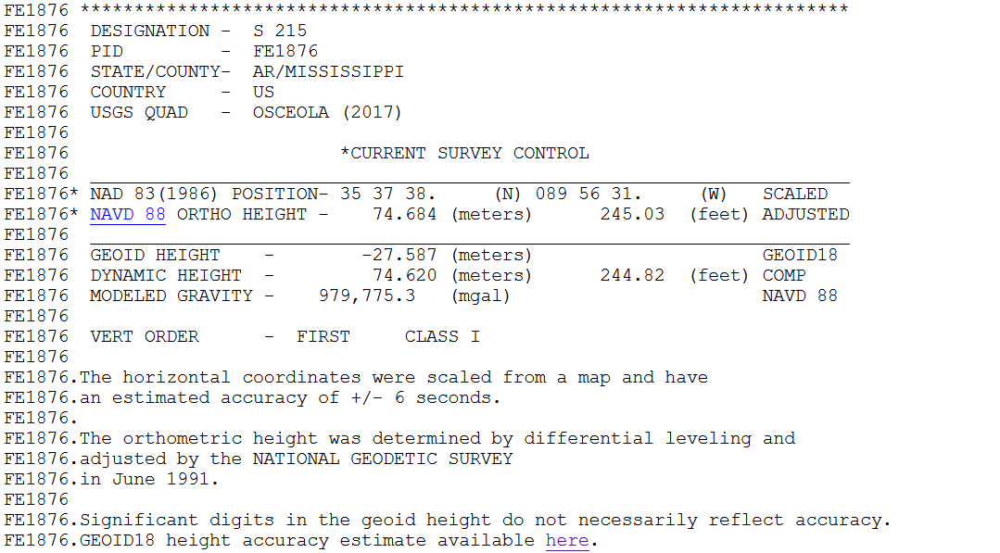 FE1876 ***********************************************************************
FE1876  DESIGNATION -  S 215
FE1876  PID         -  FE1876
FE1876  STATE/COUNTY-  AR/MISSISSIPPI
FE1876  COUNTRY     -  US
FE1876  USGS QUAD   -  OSCEOLA (2017)
FE1876
FE1876                         *CURRENT SURVEY CONTROL
FE1876  ______________________________________________________________________
FE1876* NAD 83(1986) POSITION- 35 37 38.     (N) 089 56 31.     (W)   SCALED
FE1876* NAVD 88 ORTHO HEIGHT -    74.684 (meters)      245.03  (feet) ADJUSTED
FE1876  ______________________________________________________________________
FE1876  GEOID HEIGHT    -        -27.587 (meters)                     GEOID18
FE1876  DYNAMIC HEIGHT  -         74.620 (meters)      244.82  (feet) COMP
FE1876  MODELED GRAVITY -    979,775.3   (mgal)                       NAVD 88
FE1876
FE1876  VERT ORDER      -  FIRST     CLASS I
FE1876
FE1876.The horizontal coordinates were scaled from a map and have
FE1876.an estimated accuracy of +/- 6 seconds.
FE1876.
FE1876.The orthometric height was determined by differential leveling and
FE1876.adjusted by the NATIONAL GEODETIC SURVEY
FE1876.in June 1991.
FE1876
FE1876.Significant digits in the geoid height do not necessarily reflect accuracy.
FE1876.GEOID18 height accuracy estimate available here.